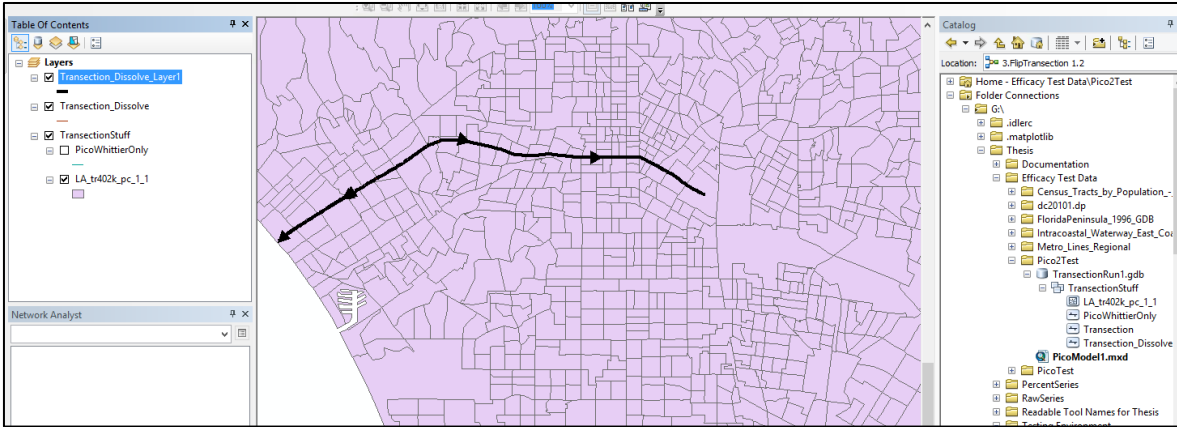 Table Of Contents
Layers
Transection_Dissolve_Layer1
Transection_Dissolve
TransectionStuff
PicoWhittierOnly
LA_tr402k_pc_1_1
Network Analyst
Catalog
Location: 3.FlipTransection 1.2
Home - Efficacy Test Data\Pico2Test
Folder Connections
G:\
.idlerc
.matplotlib
Thesis
Documentation
Efficacy Test Data
Census_Tracts_by_Population_-
dc20101.dp
FloridaPeninsula_1996_GDB
Intracoastal_Waterway_East_Coa
Metro_Lines_Regional
Pico2Test
TransectionRun1.gdb
TransectionStuff
LA_tr402k_pc_1_1
PicoWhittierOnly
Transection
Transection_Dissolve
PicoModel1.mxd
PicoTest
PercentSeries
RawSeries
Readable Tool Names for Thesis
Testing Environment